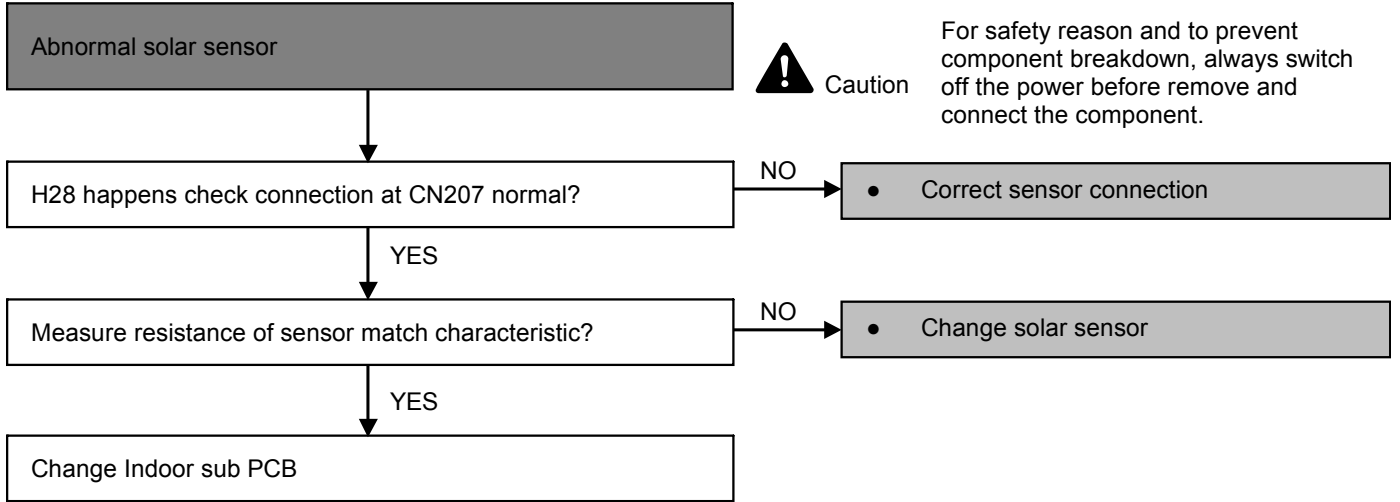 Abnormal solar sensor
Caution
For safety reason and to prevent
component breakdown, always switch
off the power before remove and
connect the component.
H28 happens check connection at CN207 normal?
NO
● Correct sensor connection
YES
Measure resistance of sensor match characteristic?
NO
● Change solar sensor
YES
Change Indoor sub PCB